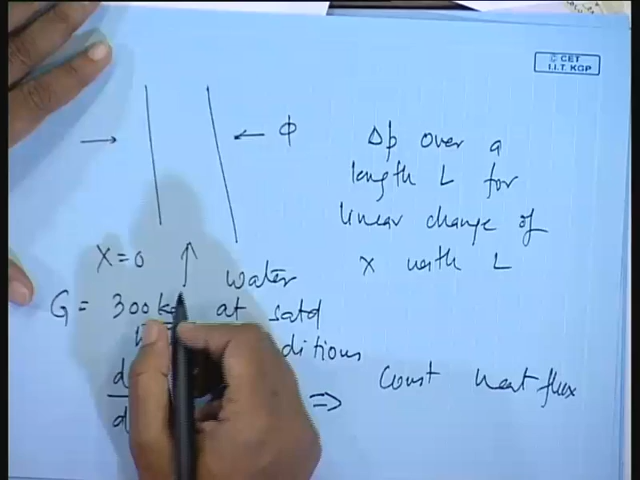 © CET
I.I.T. KGP
ϕ
Δp over a
length L for
linear change of
x with L
X = 0
water
G = 300 kg at satd
ditions
d
d
⇒ Const heat flux